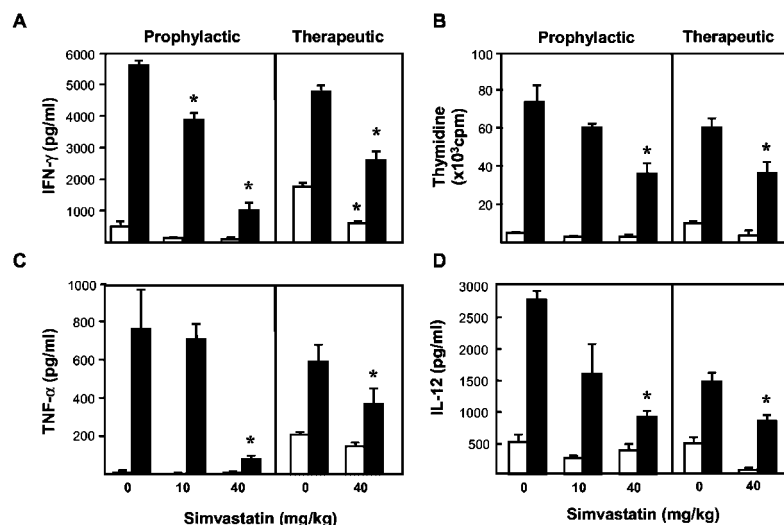 A
Prophylactic Therapeutic
IFN-γ (pg/ml)
6000
5000
4000
3000
2000
1000
*
*
*
*
B
Prophylactic Therapeutic
Thymidine
(x10³cpm)
100
80
60
40
20
*
*
C
TNF-α (pg/ml)
1000
800
600
400
200
*
*
0 10 40 0 40
Simvastatin (mg/kg)
D
IL-12 (pg/ml)
3000
2500
2000
1500
1000
500
*
*
0 10 40 0 40
Simvastatin (mg/kg)